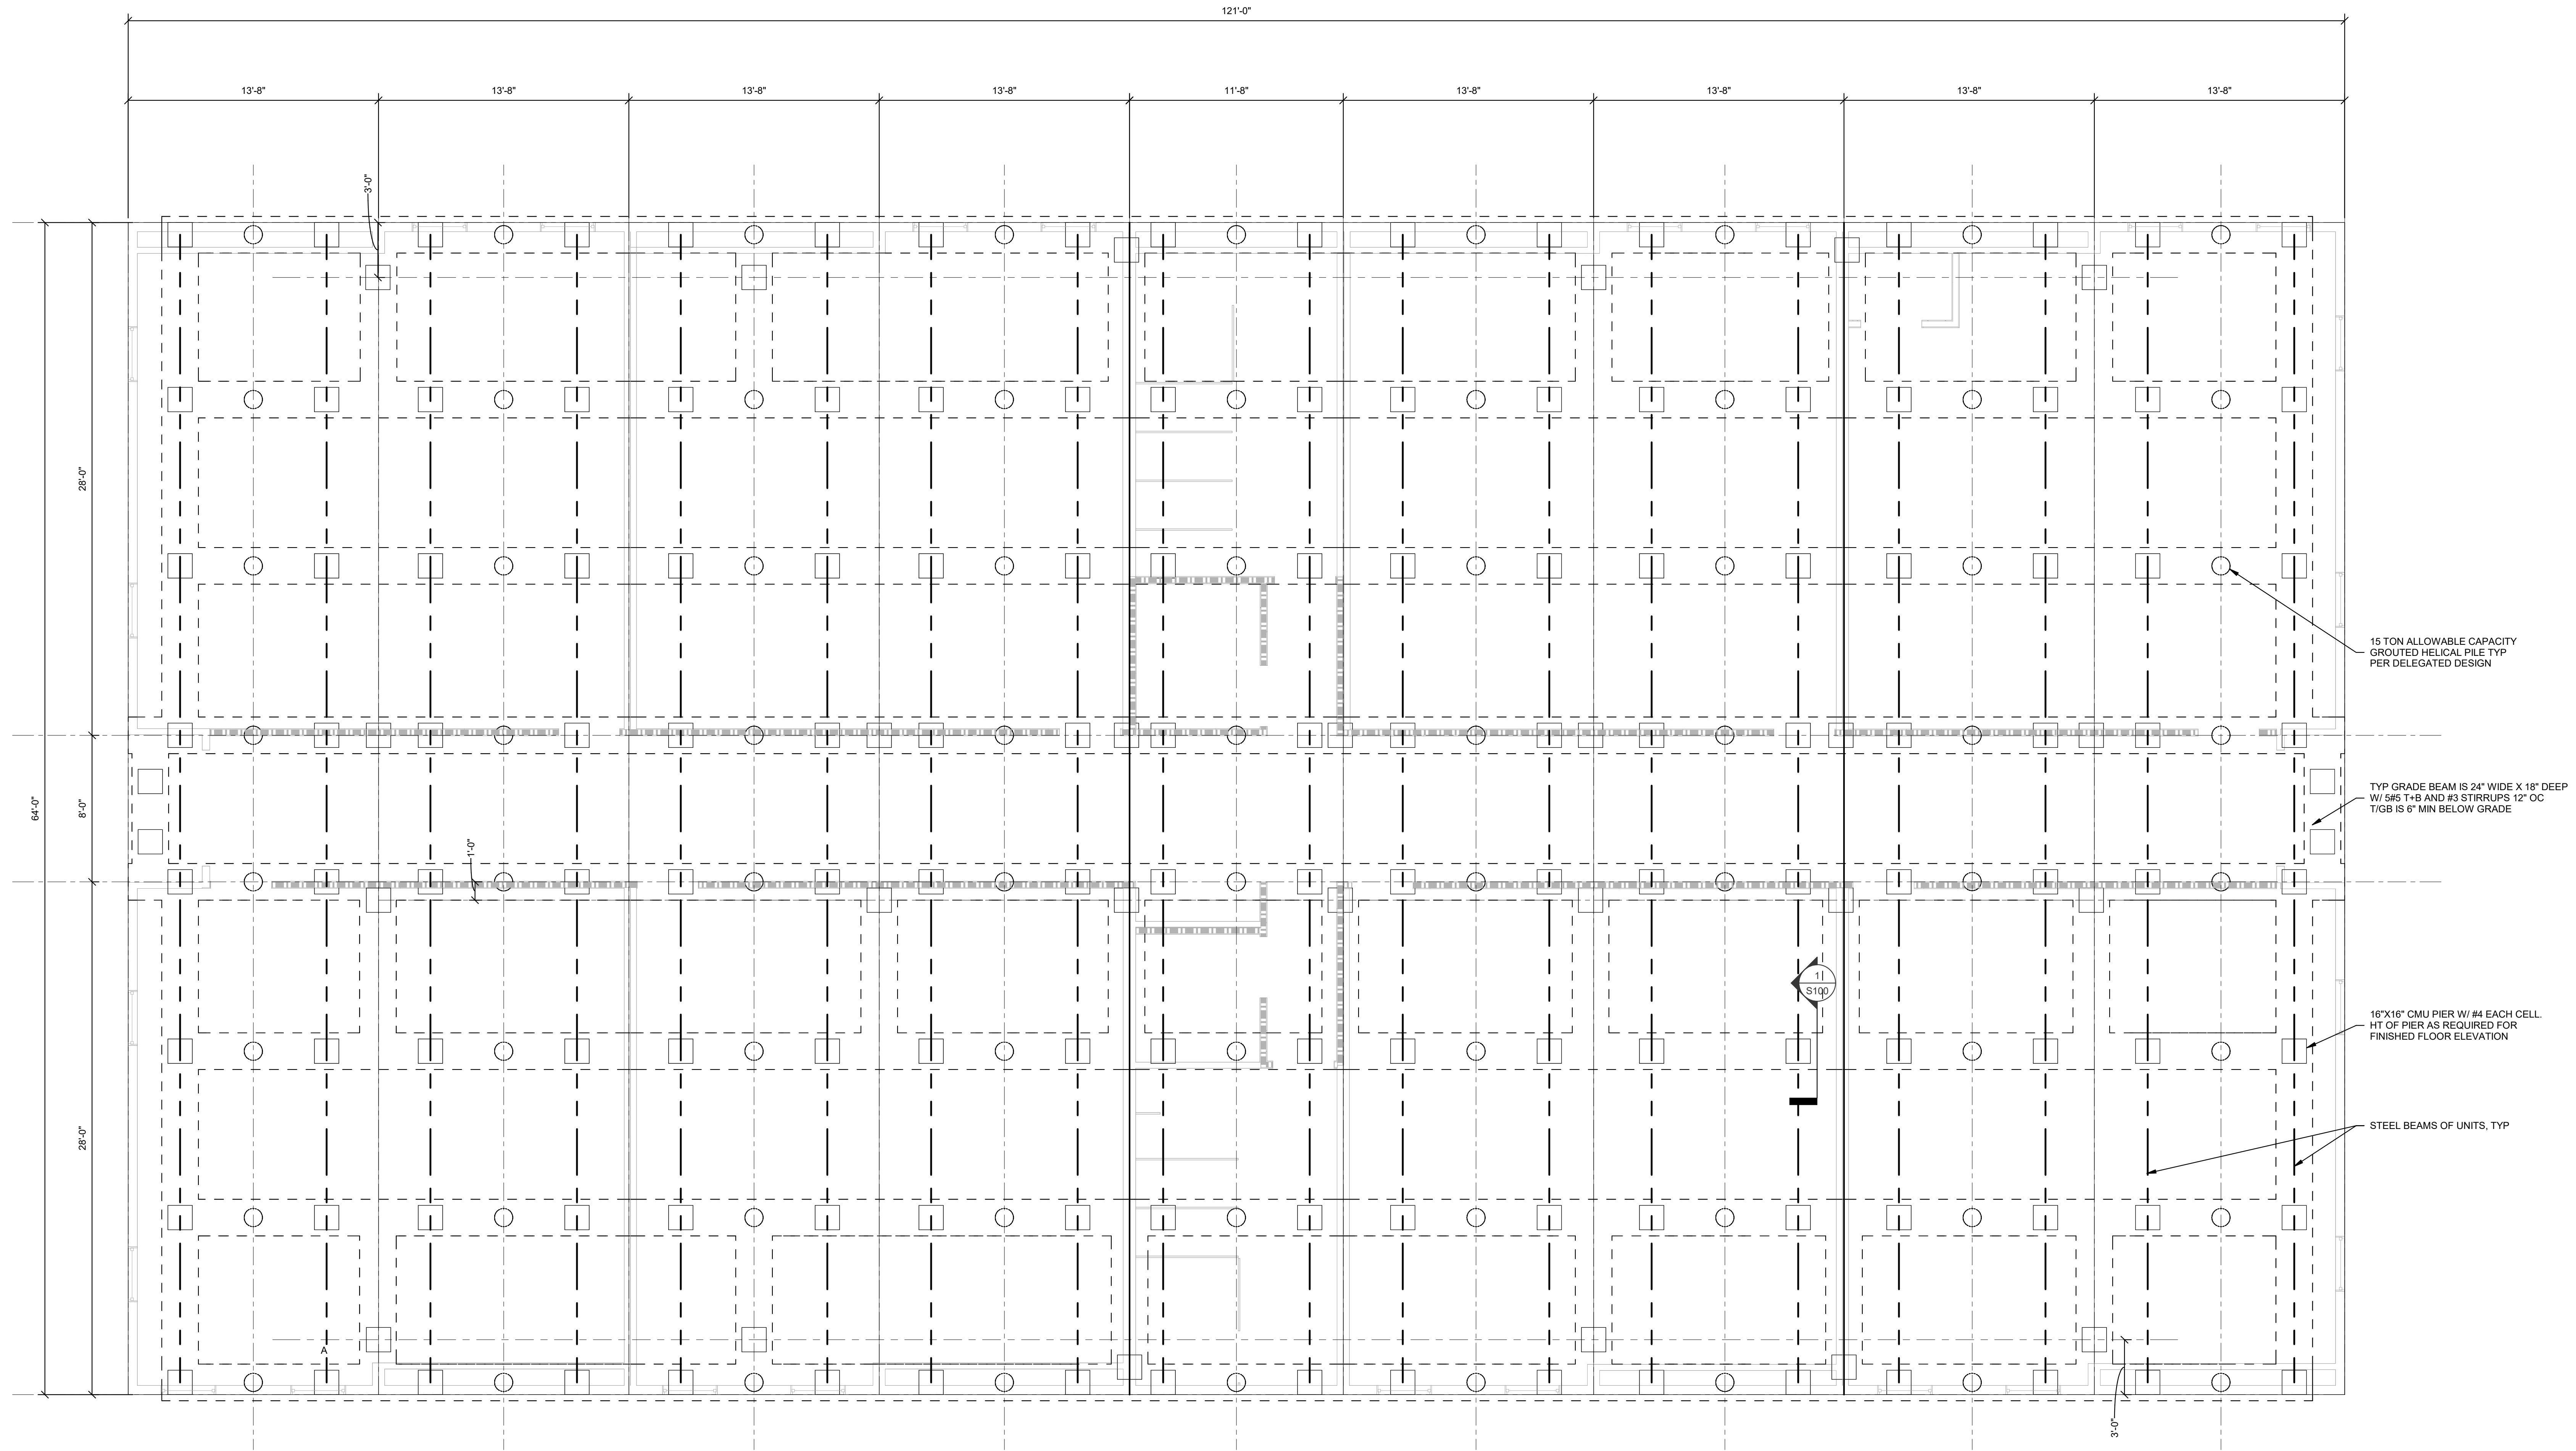 121'-0"
13'-8"
13'-8"
13'-8"
13'-8"
11'-8"
13'-8"
13'-8"
13'-8"
13'-8"
3'-0"
28'-0"
15 TON ALLOWABLE CAPACITY
GROUTED HELICAL PILE TYP
PER DELEGATED DESIGN
64'-0"
8'-0"
TYP GRADE BEAM IS 24" WIDE X 18" DEEP
W/ 5#5 T+B AND #3 STIRRUPS 12" OC
T/GB IS 6" MIN BELOW GRADE
1'-0"
1
S100
16"X16" CMU PIER W/ #4 EACH CELL.
HT OF PIER AS REQUIRED FOR
FINISHED FLOOR ELEVATION
28'-0"
STEEL BEAMS OF UNITS, TYP
A
3'-0"